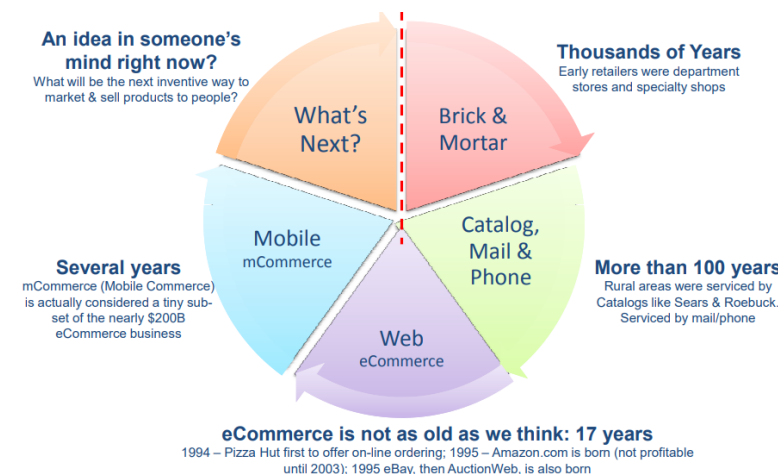 An idea in someone's
mind right now?
What will be the next inventive way to
market & sell products to people?
Thousands of Years
Early retailers were department
stores and specialty shops
What's
Next?
Brick &
Mortar
Mobile
mCommerce
Catalog,
Mail &
Phone
Several years
mCommerce (Mobile Commerce)
is actually considered a tiny sub-
set of the nearly $200B
eCommerce business
More than 100 years
Rural areas were serviced by
Catalogs like Sears & Roebuck.
Serviced by mail/phone
Web
eCommerce
eCommerce is not as old as we think: 17 years
1994 – Pizza Hut first to offer on-line ordering; 1995 – Amazon.com is born (not profitable
until 2003); 1995 eBay, then AuctionWeb, is also born